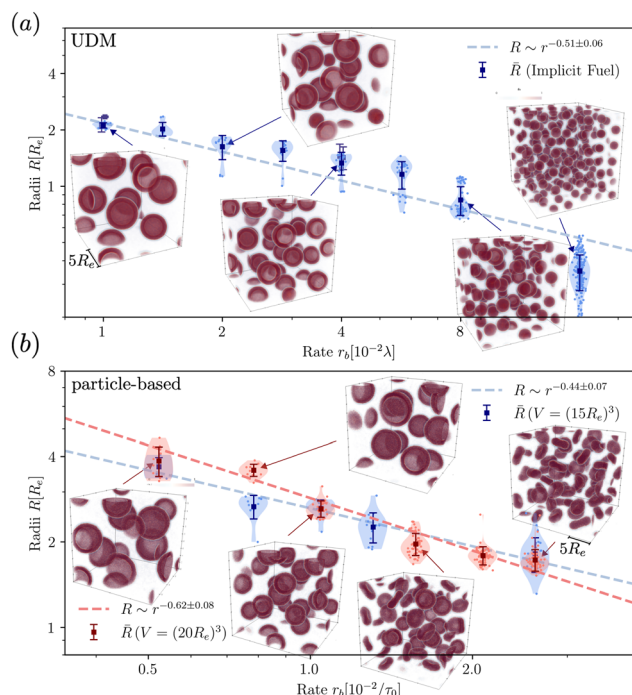 (a)
UDM
R ~ r^{-0.51±0.06}
R̄ (Implicit Fuel)
4
2
1
Radii R[R_e]
5R_e
1
2
4
8
Rate r_b[10^{-2}λ]
(b)
particle-based
R ~ r^{-0.44±0.07}
R̄ (V = (15R_e)^3)
8
4
2
1
Radii R[R_e]
5R_e
R ~ r^{-0.62±0.08}
R̄ (V = (20R_e)^3)
0.5
1.0
2.0
Rate r_b[10^{-2}/τ_0]